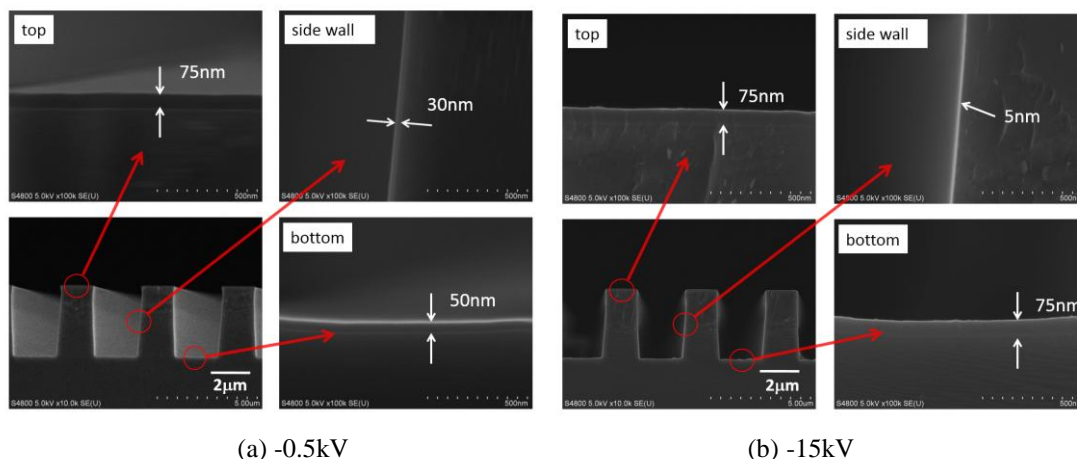 top
75nm
S4800 5.0kV x100k SE(U)
500nm
side wall
30nm
S4800 5.0kV x100k SE(U)
500nm
2μm
S4800 5.0kV x10.0k SE(U)
5.00um
bottom
50nm
S4800 5.0kV x100k SE(U)
500nm
(a) -0.5kV
top
75nm
S4800 5.0kV x100k SE(U)
500nm
side wall
5nm
S4800 5.0kV x100k SE(U)
500nm
2μm
S4800 5.0kV x10.0k SE(U)
5.00um
bottom
75nm
S4800 5.0kV x100k SE(U)
500nm
(b) -15kV